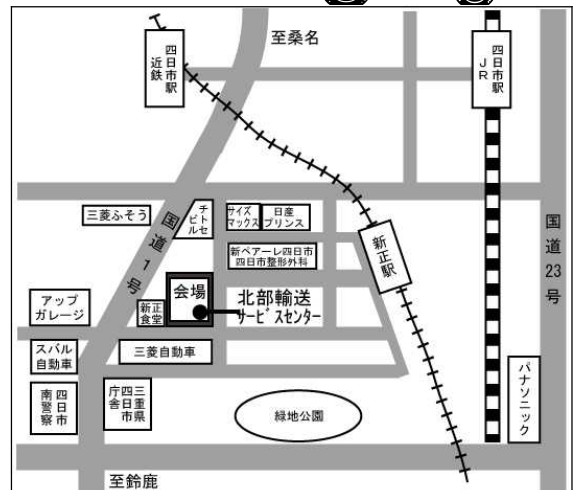 至桑名
近鉄
四日市駅
JR
四日市駅
三菱ふそう
チビトルセ
サイズ
マックス
日産
プリンス
国道1号
新ペアーレ四日市
四日市整形外科
新正駅
国道23号
会場
北部輸送
サービスセンター
アップ
ガレージ
新正
食堂
スバル
自動車
三菱自動車
パナソニック
四日市
南警察
三重県
四日市
庁舎
緑地公園
至鈴鹿